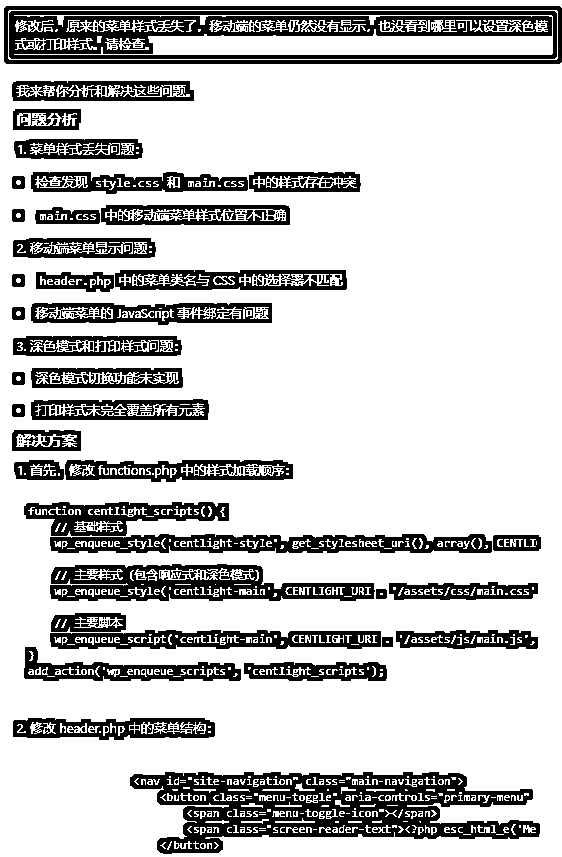 修改后，原来的菜单样式丢失了，移动端的菜单仍然没有显示，也没看到哪里可以设置深色模
式或打印样式。请检查。
我来帮你分析和解决这些问题。
问题分析
1. 菜单样式丢失问题：
• 检查发现 style.css 和 main.css 中的样式存在冲突
• main.css 中的移动端菜单样式位置不正确
2. 移动端菜单显示问题：
• header.php 中的菜单类名与 CSS 中的选择器不匹配
• 移动端菜单的 JavaScript 事件绑定有问题
3. 深色模式和打印样式问题：
• 深色模式切换功能未实现
• 打印样式未完全覆盖所有元素
解决方案
1. 首先，修改 functions.php 中的样式加载顺序：
function centlight_scripts() {
// 基础样式
wp_enqueue_style('centlight-style', get_stylesheet_uri(), array(), CENTLI
// 主要样式（包含响应式和深色模式）
wp_enqueue_style('centlight-main', CENTLIGHT_URI . '/assets/css/main.css'
// 主要脚本
wp_enqueue_script('centlight-main', CENTLIGHT_URI . '/assets/js/main.js',
}
add_action('wp_enqueue_scripts', 'centlight_scripts');
2. 修改 header.php 中的菜单结构：
<nav id="site-navigation" class="main-navigation">
<button class="menu-toggle" aria-controls="primary-menu"
<span class="menu-toggle-icon"></span>
<span class="screen-reader-text"><?php esc_html_e('Me
</button>